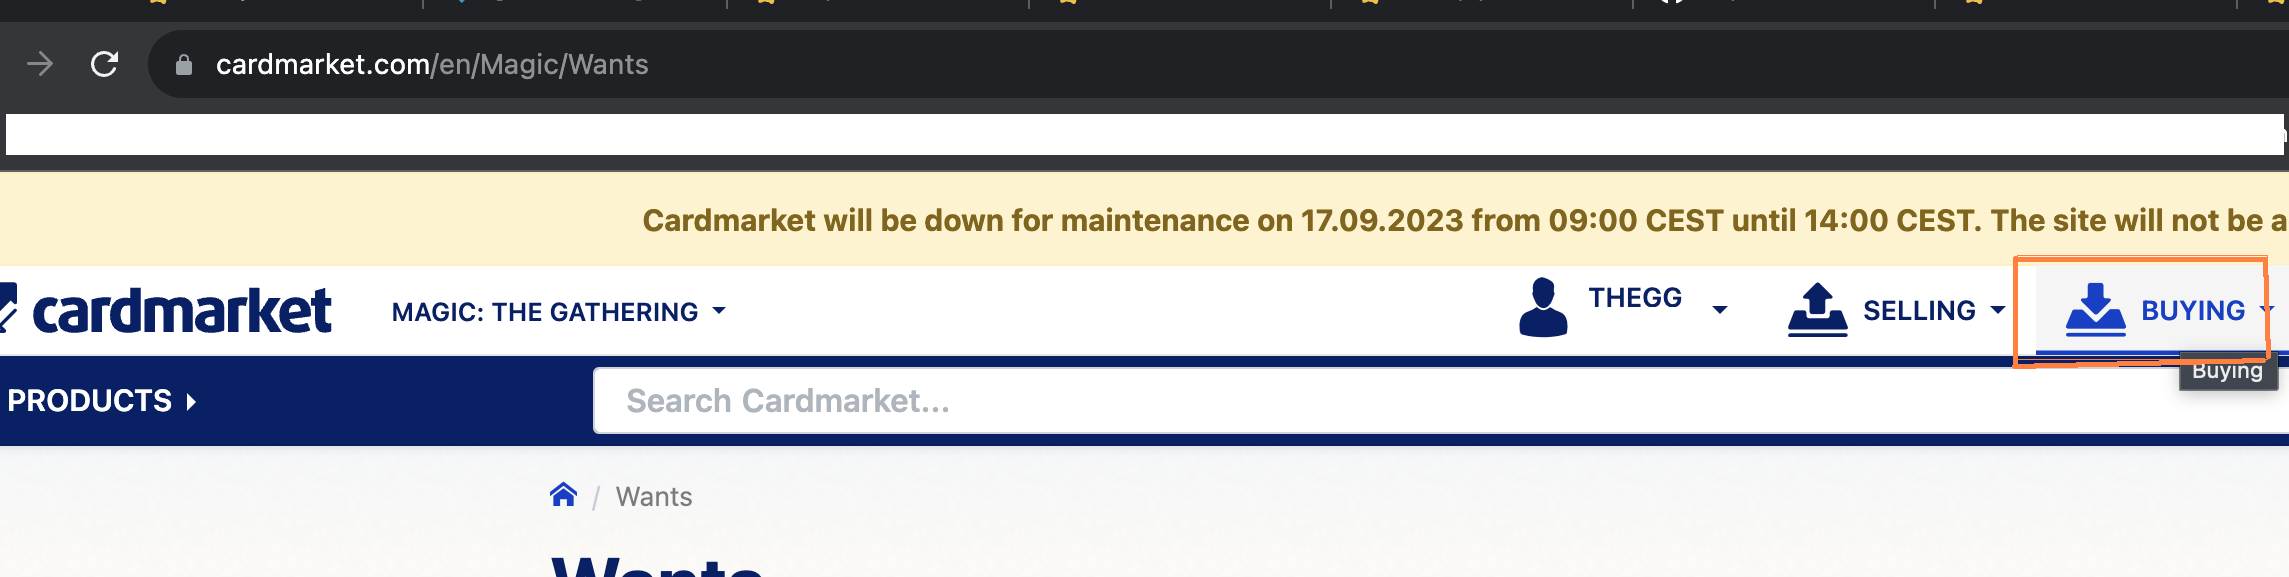 cardmarket.com/en/Magic/Wants
Cardmarket will be down for maintenance on 17.09.2023 from 09:00 CEST until 14:00 CEST. The site will not be a
cardmarket
MAGIC: THE GATHERING
THEGG
SELLING
BUYING
Buying
PRODUCTS
Search Cardmarket...
/ Wants
Wants